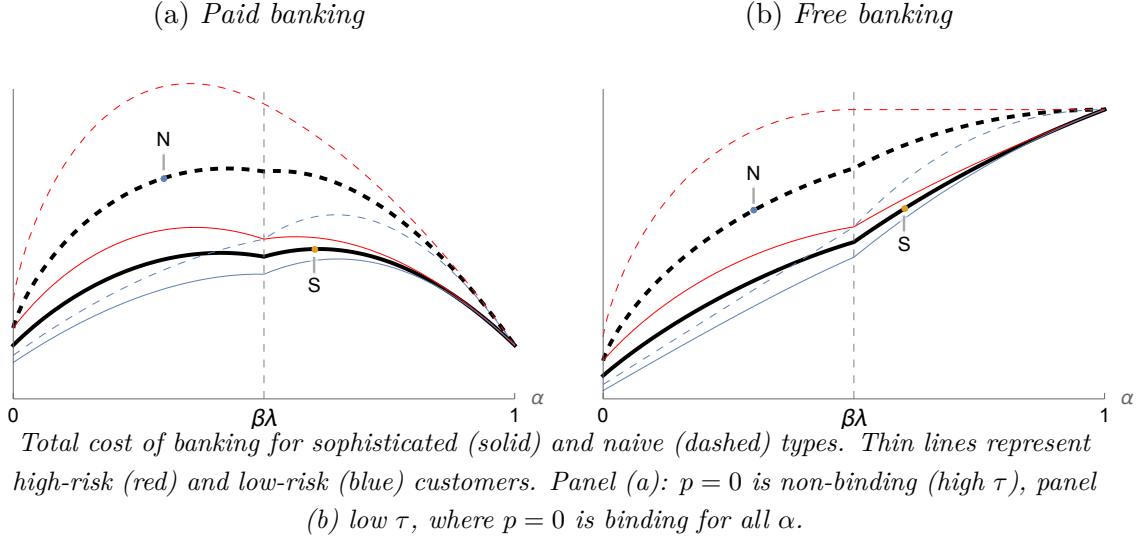 (a) Paid banking
(b) Free banking
N
S
0
βλ
1
α
N
S
0
βλ
1
α
Total cost of banking for sophisticated (solid) and naive (dashed) types. Thin lines represent
high-risk (red) and low-risk (blue) customers. Panel (a): p = 0 is non-binding (high τ), panel
(b) low τ, where p = 0 is binding for all α.